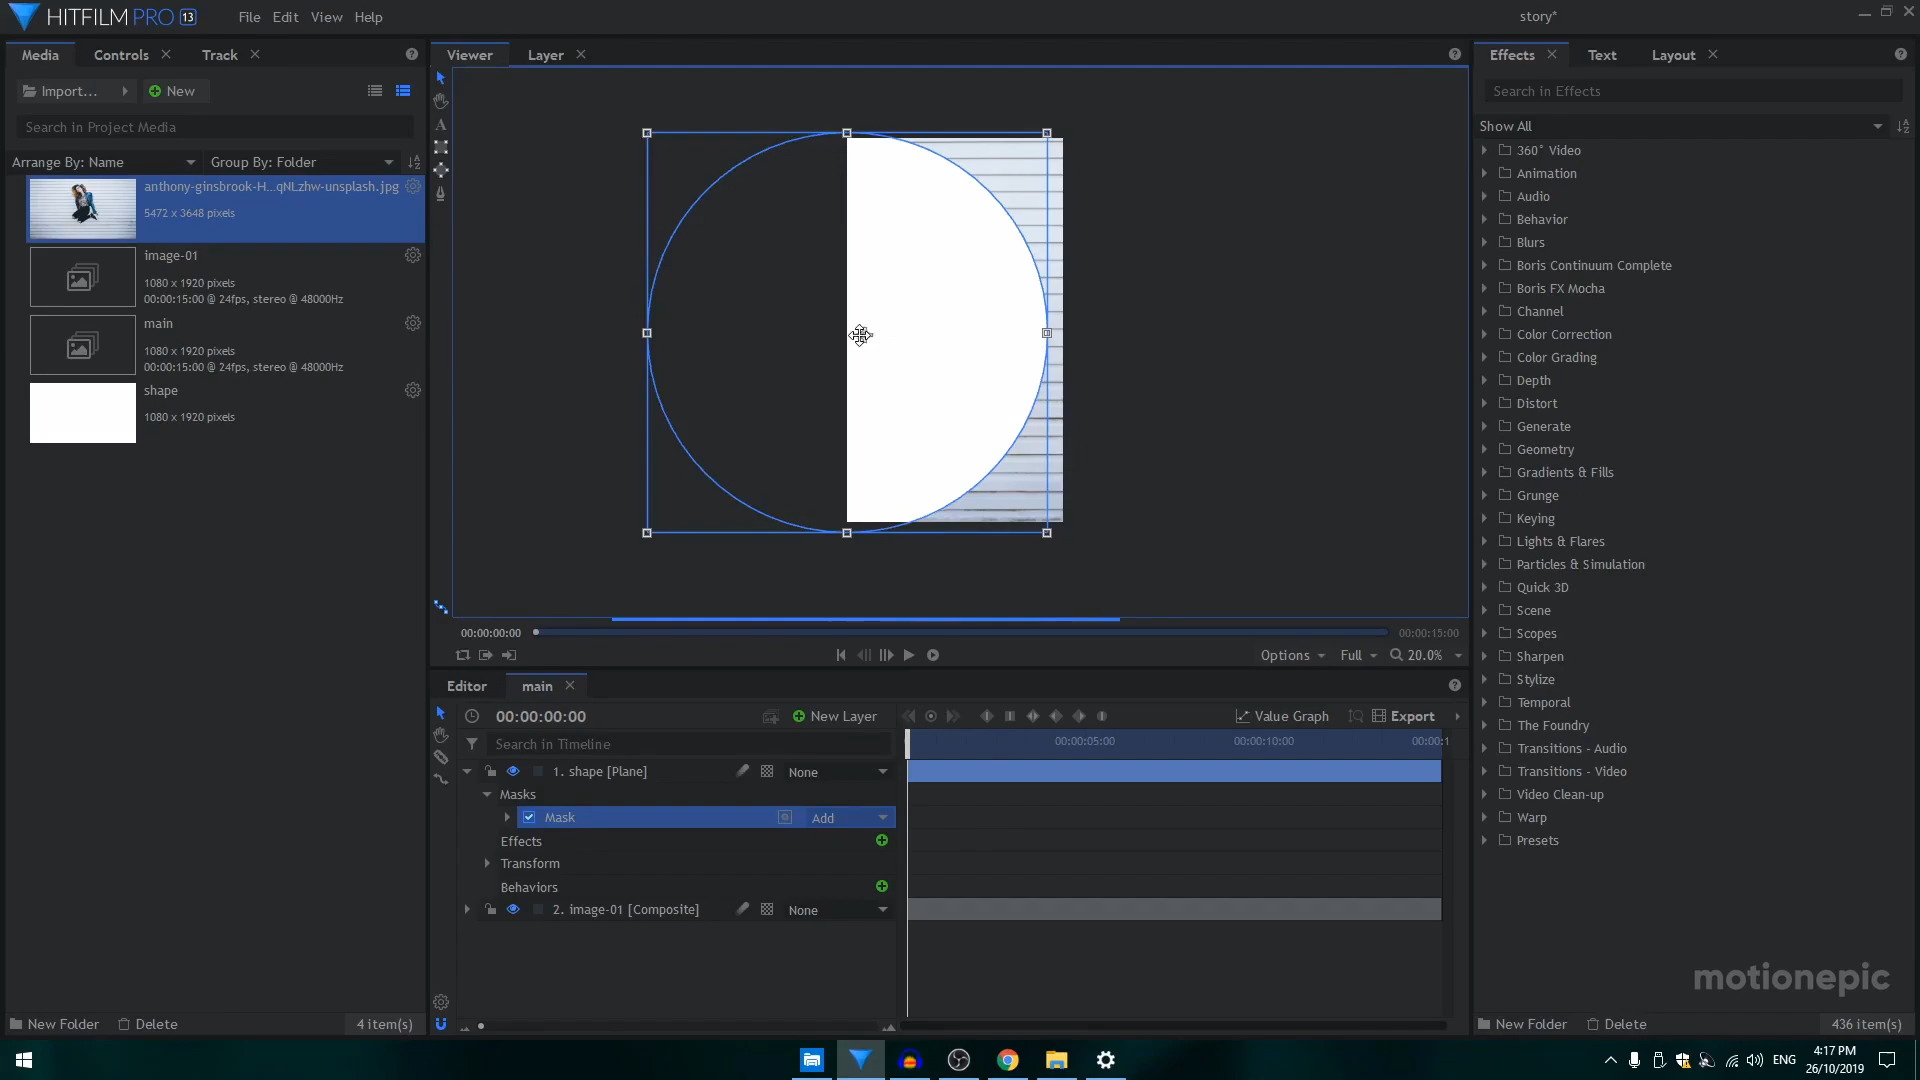 HITFILM PRO 13
File Edit View Help
story*
Media Controls Track
Viewer Layer
Effects Text Layout
Import... New
Search in Effects
Search in Project Media
Show All
Arrange By: Name Group By: Folder
anthony-ginsbrook-H...qNLzhw-unsplash.jpg
5472 x 3648 pixels
image-01
1080 x 1920 pixels
00:00:15:00 @ 24fps, stereo @ 48000Hz
main
1080 x 1920 pixels
00:00:15:00 @ 24fps, stereo @ 48000Hz
shape
1080 x 1920 pixels
360° Video
Animation
Audio
Behavior
Blurs
Boris Continuum Complete
Boris FX Mocha
Channel
Color Correction
Color Grading
Depth
Distort
Generate
Geometry
Gradients & Fills
Grunge
Keying
Lights & Flares
Particles & Simulation
Quick 3D
Scene
Scopes
Sharpen
Stylize
Temporal
The Foundry
Transitions - Audio
Transitions - Video
Video Clean-up
Warp
Presets
00:00:00:00 00:00:15:00
Options Full 20.0%
Editor main
00:00:00:00 New Layer Value Graph Export
Search in Timeline
00:00:05:00 00:00:10:00 00:00:1
1. shape [Plane] None
Masks
Mask Add
Effects
Transform
Behaviors
2. image-01 [Composite] None
motionepic
New Folder Delete 4 item(s)
New Folder Delete 436 item(s)
ENG
4:17 PM
26/10/2019